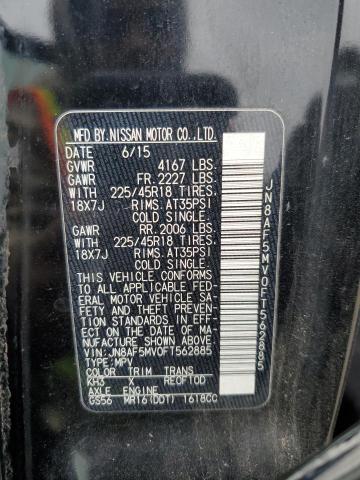 MFD BY.NISSAN MOTOR CO.,LTD.
DATE 6/15
GVWR 4167 LBS.
GAWR FR. 2227 LBS.
WITH 225/45R18 TIRES,
18X7J RIMS,AT35PSI
COLD SINGLE.
GAWR RR. 2006 LBS.
WITH 225/45R18 TIRES,
18X7J RIMS,AT35PSI
COLD SINGLE.
THIS VEHICLE CONFORMS
TO ALL APPLICABLE FED-
ERAL MOTOR VEHICLE SA-
FETY AND THEFT PREVENTION
STANDARDS IN EFF-
ECT ON THE DATE OF MA-
NUFACTURE SHOWN ABOVE.
VIN:JN8AF5MV0FT562885
TYPE:MPV
COLOR TRIM TRANS
KH3 X RE0F10D
AXLE ENGINE
GS56 MR16(DDT) 1618CC
JN8AF5MV0FT562885